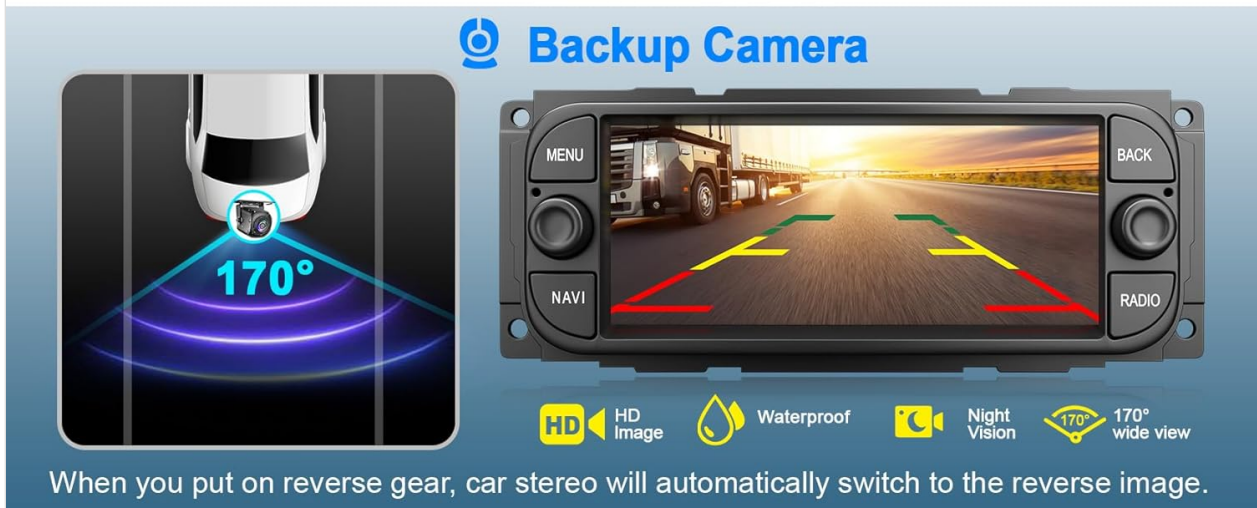 Backup Camera
170°
MENU
BACK
NAVI
RADIO
HD
HD
Image
Waterproof
Night
Vision
170°
170°
wide view
When you put on reverse gear, car stereo will automatically switch to the reverse image.